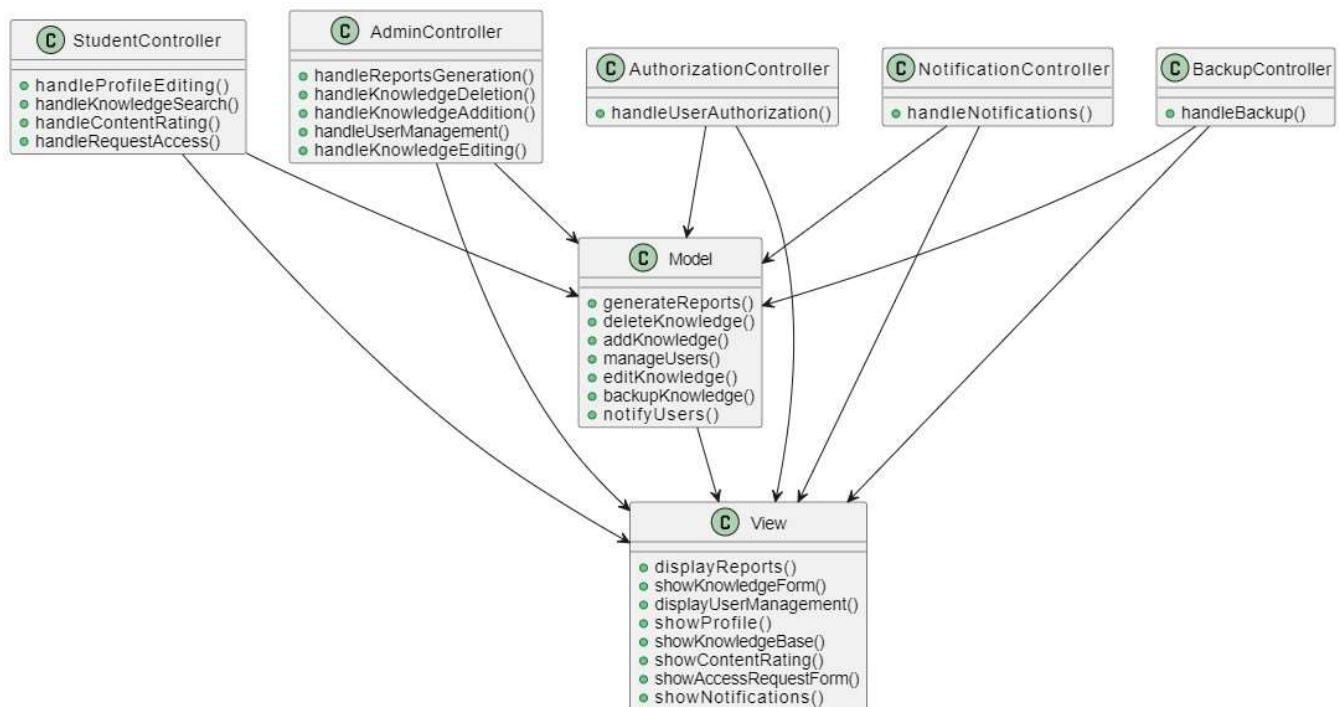 C StudentController
handleProfileEditing()
handleKnowledgeSearch()
handleContentRating()
handleRequestAccess()
C AdminController
handleReportsGeneration()
handleKnowledgeDeletion()
handleKnowledgeAddition()
handleUserManagement()
handleKnowledgeEditing()
C AuthorizationController
handleUserAuthorization()
C NotificationController
handleNotifications()
C BackupController
handleBackup()
C Model
generateReports()
deleteKnowledge()
addKnowledge()
manageUsers()
editKnowledge()
backupKnowledge()
notifyUsers()
C View
displayReports()
showKnowledgeForm()
displayUserManagement()
showProfile()
showKnowledgeBase()
showContentRating()
showAccessRequestForm()
showNotifications()